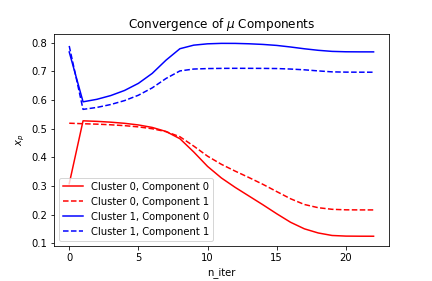 Convergence of μ Components
0.8
0.7
0.6
0.5
0.4
0.3
0.2
0.1
x_p
Cluster 0, Component 0
Cluster 0, Component 1
Cluster 1, Component 0
Cluster 1, Component 1
0 5 10 15 20
n_iter